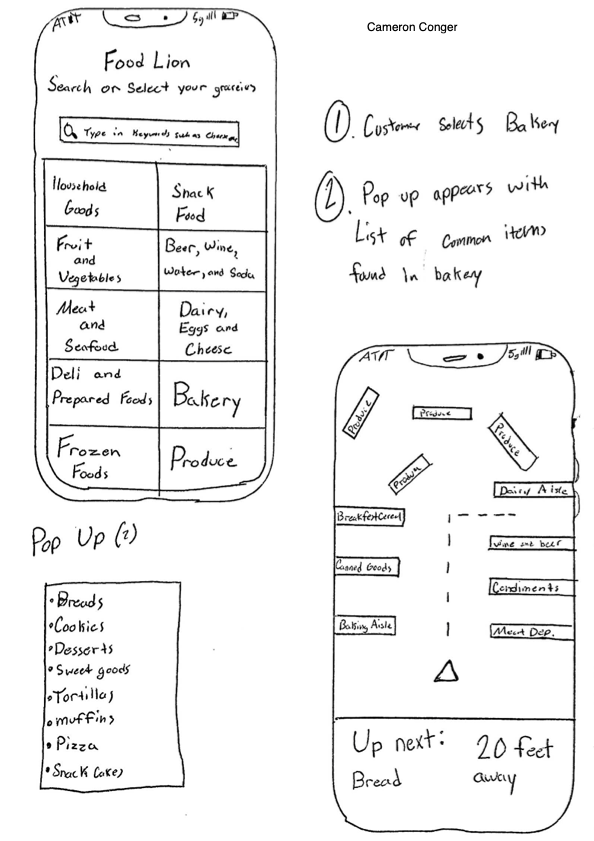 Cameron Conger
AT&T
5g
Food Lion
Search or Select your
Type in Keywords such as
Household
Goods
Snack
Food
Fruit
and
Vegetables
Beer, Wine,
Water, and Soda
Meat
and
Seafood
Dairy,
Eggs and
Cheese
Deli and
Prepared Foods
Bakery
Frozen
Foods
Produce
1. Customer selects Bakery
2. Pop up appears with
List of common items
found in bakery
Pop Up (2)
• Breads
• Cookies
• Desserts
• Sweet goods
• Tortillas
• muffins
• Pizza
• Snack Cakes
AT&T
5g
Produce
Produce
Produce
Produce
Dairy Aisle
Breakfest Cereal
Wine and beer
Canned Goods
Condiments
Baking Aisle
Meat Dep.
Up next:
Bread
20 feet
away